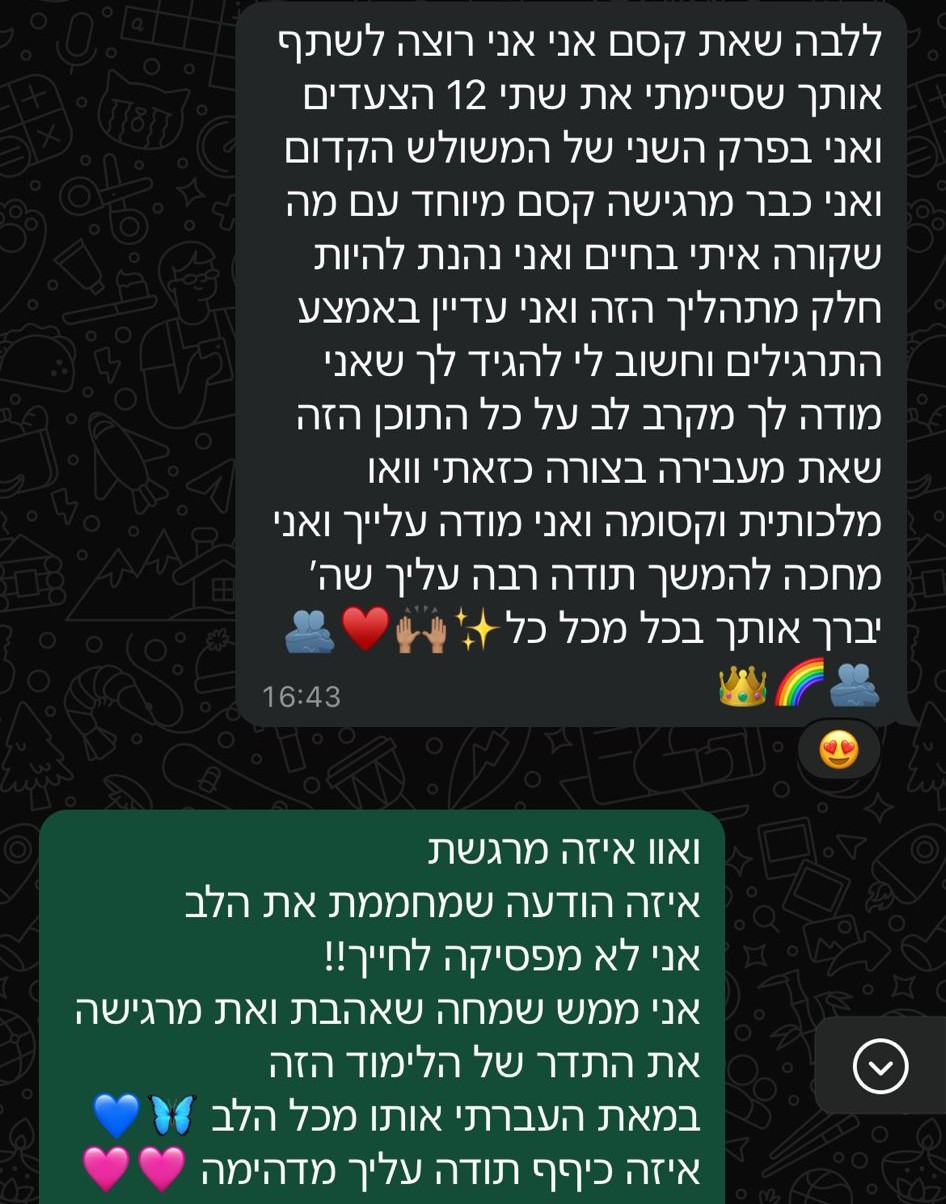 ללבה שאת קסם אני אני רוצה לשתף
אותך שסיימתי את שתי 12 הצעדים
ואני בפרק השני של המשולש הקדום
ואני כבר מרגישה קסם מיוחד עם מה
שקורה איתי בחיים ואני נהנת להיות
חלק מתהליך הזה ואני עדיין באמצע
התרגילים וחשוב לי להגיד לך שאני
מודה לך מקרב לב על כל התוכן הזה
שאת מעבירה בצורה כזאתי וואו
מלכותית וקסומה ואני מודה עלייך ואני
מחכה להמשך תודה רבה עליך שה׳
יברך אותך בכל מכל כל✨🙌🏽♥️🫂
🫂🌈👑
16:43
😍
ואוו איזה מרגשת
איזה הודעה שמחממת את הלב
אני לא מפסיקה לחייך!!
אני ממש שמחה שאהבת ואת מרגישה
את התדר של הלימוד הזה
במאת העברתי אותו מכל הלב 🦋💙
איזה כיףף תודה עליך מדהימה 🩷🩷